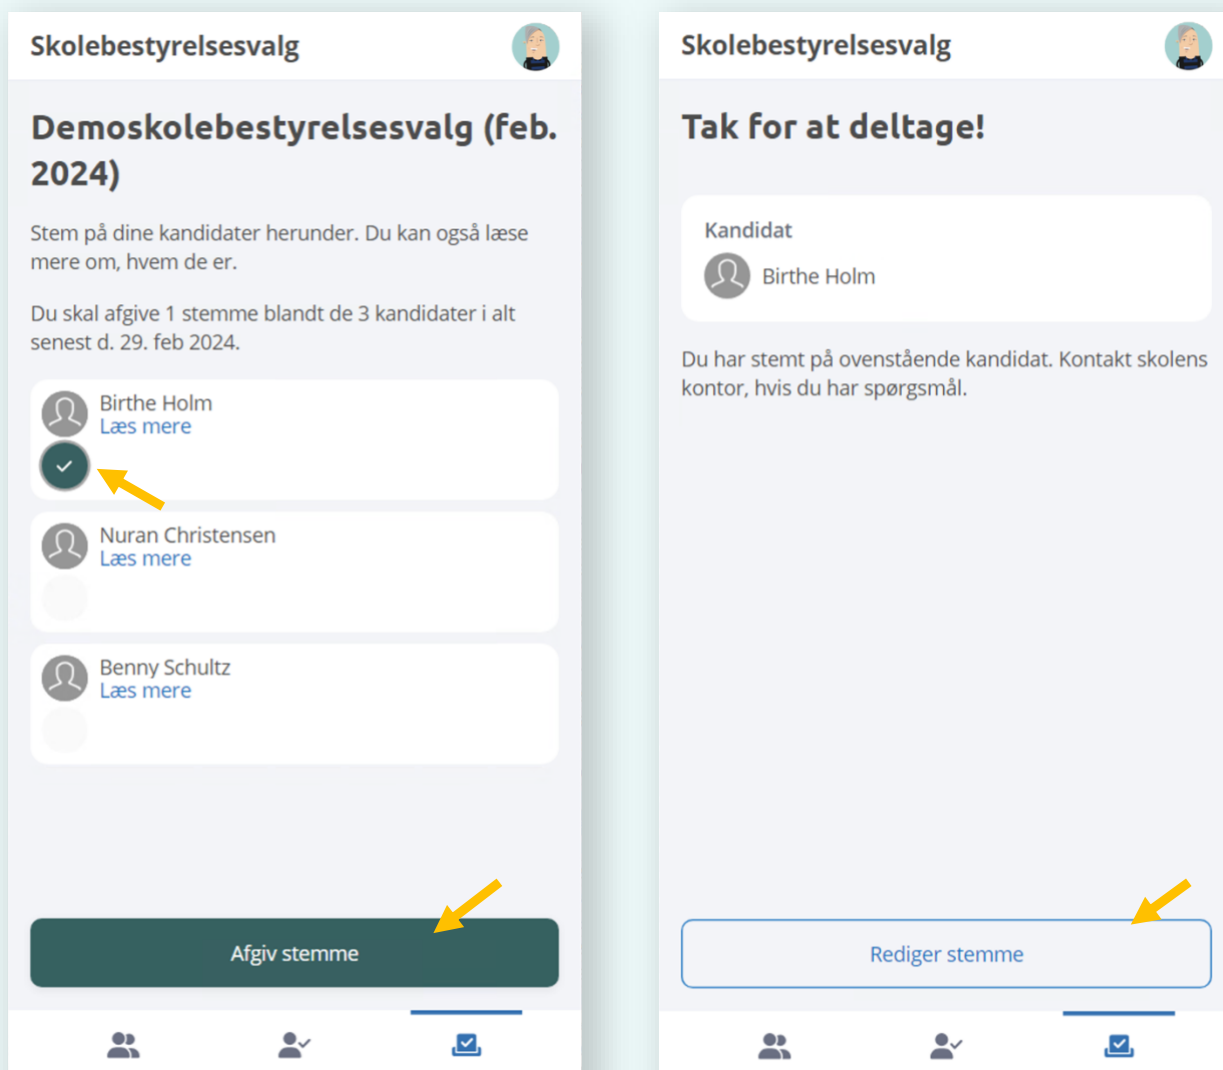 Skolebestyrelsesvalg
Demoskolebestyrelsesvalg (feb.
2024)
Stem på dine kandidater herunder. Du kan også læse
mere om, hvem de er.
Du skal afgive 1 stemme blandt de 3 kandidater i alt
senest d. 29. feb 2024.
Birthe Holm
Læs mere
Nuran Christensen
Læs mere
Benny Schultz
Læs mere
Afgiv stemme
Skolebestyrelsesvalg
Tak for at deltage!
Kandidat
Birthe Holm
Du har stemt på ovenstående kandidat. Kontakt skolens
kontor, hvis du har spørgsmål.
Rediger stemme